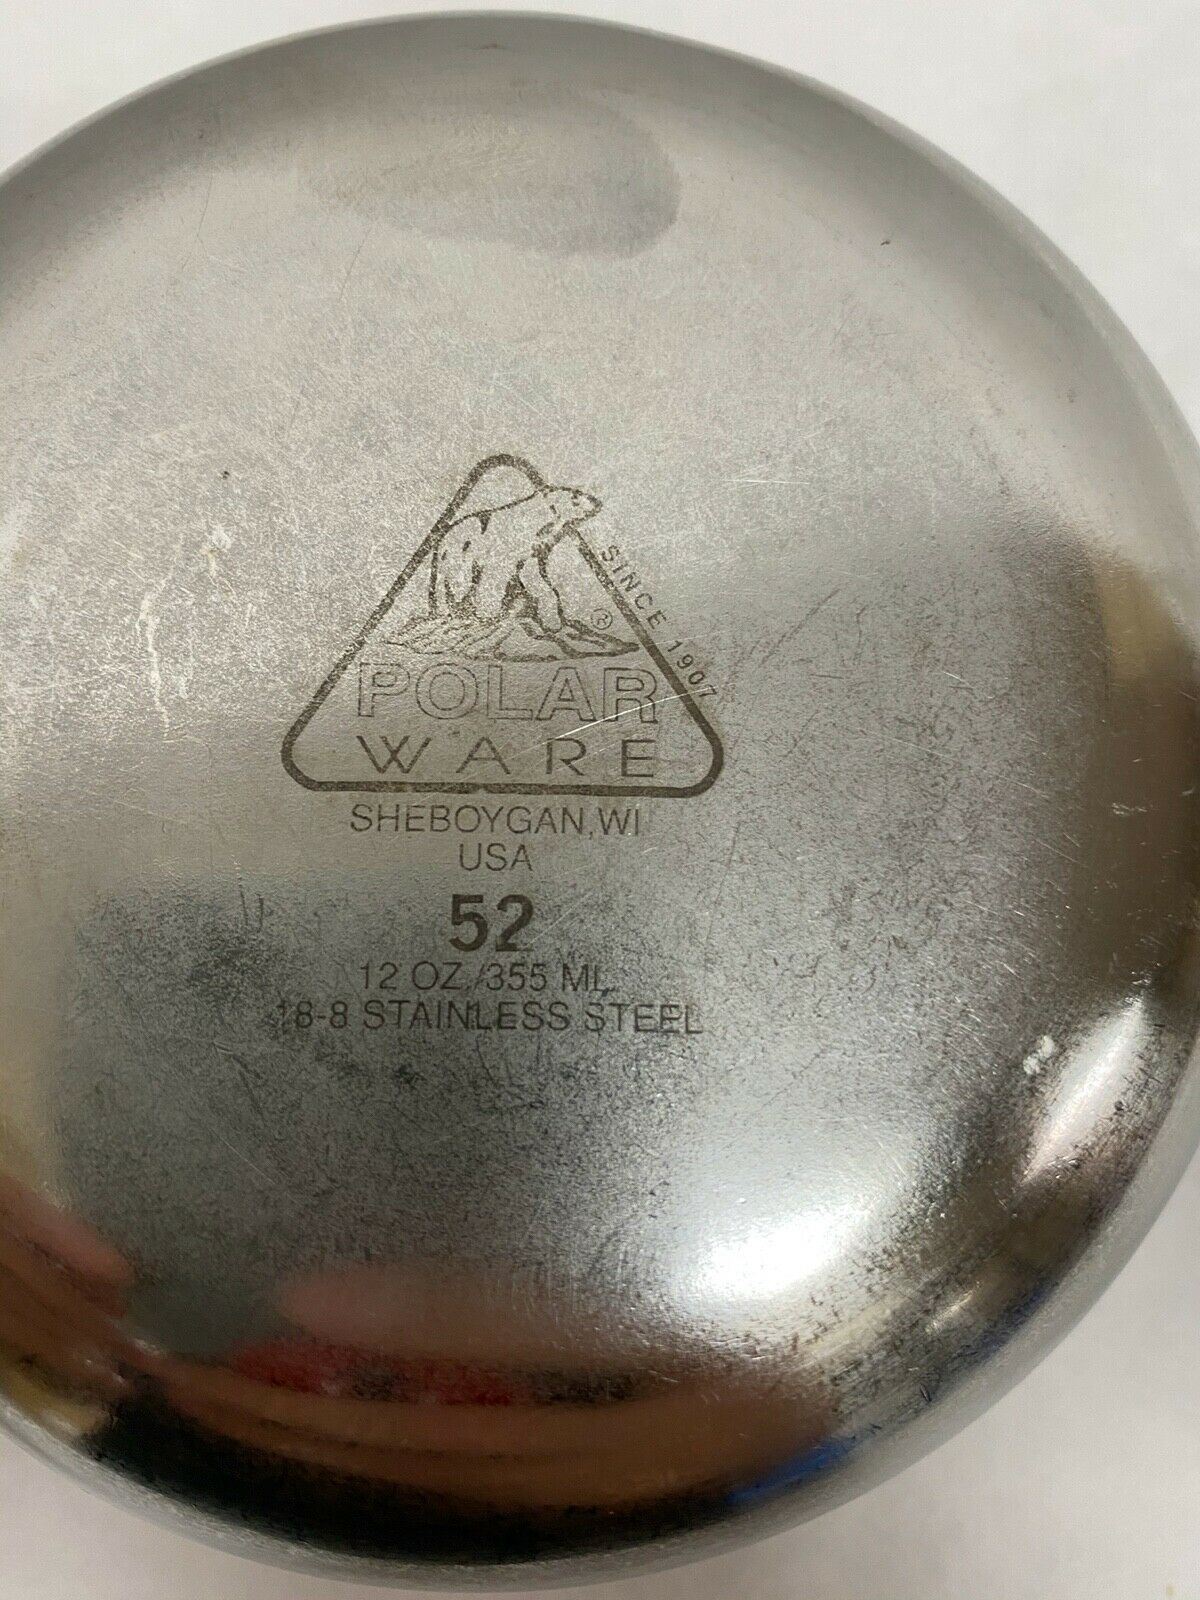 SINCE 1907
®
POLAR
WARE
SHEBOYGAN, WI
USA
52
12 OZ./355 ML.
18-8 STAINLESS STEEL